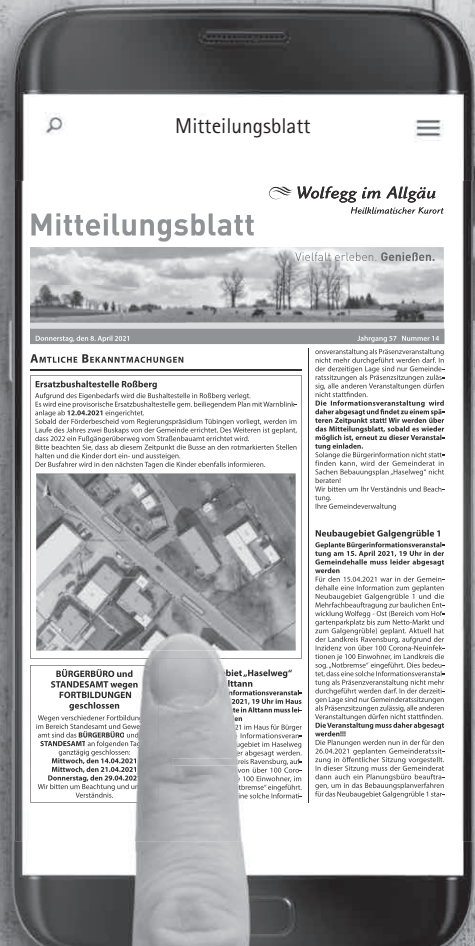 Mitteilungsblatt
Wolfegg im Allgäu
Heilklimatischer Kurort
Mitteilungsblatt
Vielfalt erleben. Genießen.
Donnerstag, den 8. April 2021
Jahrgang 57 Nummer 14
AMTLICHE BEKANNTMACHUNGEN
Ersatzbushaltestelle Roßberg
Aufgrund des Eigenbedarfs wird die Bushaltestelle in Roßberg verlegt.
Es wird eine provisorische Ersatzbushaltestelle gem. beiliegendem Plan mit Warnblink-
anlage ab 12.04.2021 eingerichtet.
Sobald der Förderbescheid vom Regierungspräsidium Tübingen vorliegt, werden im
Laufe des Jahres zwei Buskaps von der Gemeinde errichtet. Des Weiteren ist geplant,
dass 2022 ein Fußgängerüberweg vom Straßenbauamt errichtet wird.
Bitte beachten Sie, dass ab diesem Zeitpunkt die Busse an den rotmarkierten Stellen
halten und die Kinder dort ein- und aussteigen.
Der Busfahrer wird in den nächsten Tagen die Kinder ebenfalls informieren.
BÜRGERBÜRO und
STANDESAMT wegen
FORTBILDUNGEN
geschlossen
Wegen verschiedener Fortbildun
im Bereich Standesamt und Gewe
amt sind das BÜRGERBÜRO und
STANDESAMT an folgenden Tag
ganztägig geschlossen:
Mittwoch, den 14.04.2021
Mittwoch, den 21.04.2021
Donnerstag, den 29.04.202
Wir bitten um Beachtung und um
Verständnis.
biet „Haselweg"
lttann
nformationsveranstal-
2021, 19 Uhr im Haus
te in Alttann muss lei-
en
21 im Haus für Bürger
Informationsveran-
ugebiet im Haselweg
er abgesagt werden.
reis Ravensburg, auf-
von über 100 Coro-
100 Einwohner, im
tbremse" eingeführt.
ine solche Informati-
onsveranstaltung als Präsenzveranstaltung
nicht mehr durchgeführt werden darf. In
der derzeitigen Lage sind nur Gemeinde-
ratssitzungen als Präsenzsitzungen zuläs-
sig, alle anderen Veranstaltungen dürfen
nicht stattfinden.
Die Informationsveranstaltung wird
daher abgesagt und findet zu einem spä-
teren Zeitpunkt statt! Wir werden über
das Mitteilungsblatt, sobald es wieder
möglich ist, erneut zu dieser Veranstal-
tung einladen.
Solange die Bürgerinformation nicht statt-
finden kann, wird der Gemeinderat in
Sachen Bebauungsplan „Haselweg" nicht
beraten!
Wir bitten um Ihr Verständnis und Beach-
tung.
Ihre Gemeindeverwaltung
Neubaugebiet Galgengrüble 1
Geplante Bürgerinformationsveranstal-
tung am 15. April 2021, 19 Uhr in der
Gemeindehalle muss leider abgesagt
werden
Für den 15.04.2021 war in der Gemein-
dehalle eine Information zum geplanten
Neubaugebiet Galgengrüble 1 und die
Mehrfachbeauftragung zur baulichen Ent-
wicklung Wolfegg - Ost (Bereich vom Hof-
gartenparkplatz bis zum Netto-Markt und
zum Galgengrüble) geplant. Aktuell hat
der Landkreis Ravensburg, aufgrund der
Inzidenz von über 100 Corona-Neuinfek-
tionen je 100 Einwohner, im Landkreis die
sog. „Notbremse" eingeführt. Dies bedeu-
tet, dass eine solche Informationsveranstal-
tung als Präsenzveranstaltung nicht mehr
durchgeführt werden darf. In der derzeiti-
gen Lage sind nur Gemeinderatssitzungen
als Präsenzsitzungen zulässig, alle anderen
Veranstaltungen dürfen nicht stattfinden.
Die Veranstaltung muss daher abgesagt
werden!!!
Die Planungen werden nun in der für den
26.04.2021 geplanten Gemeinderatssit-
zung in öffentlicher Sitzung vorgestellt.
In dieser Sitzung muss der Gemeinderat
dann auch ein Planungsbüro beauftra-
gen, um in das Bebauungsplanverfahren
für das Neubaugebiet Galgengrüble 1 star-